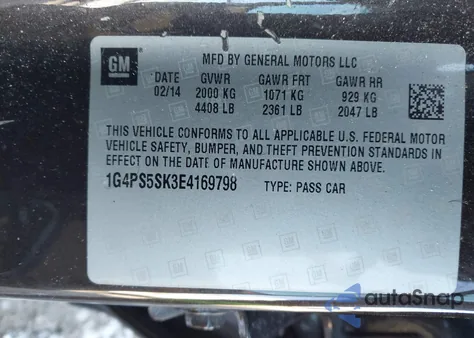 GM
MFD BY GENERAL MOTORS LLC
DATE GVWR GAWR FRT GAWR RR
02/14 2000 KG 1071 KG 929 KG
4408 LB 2361 LB 2047 LB
THIS VEHICLE CONFORMS TO ALL APPLICABLE U.S. FEDERAL MOTOR
VEHICLE SAFETY, BUMPER, AND THEFT PREVENTION STANDARDS IN
EFFECT ON THE DATE OF MANUFACTURE SHOWN ABOVE.
1G4PS5SK3E4169798 TYPE: PASS CAR
autoSnap